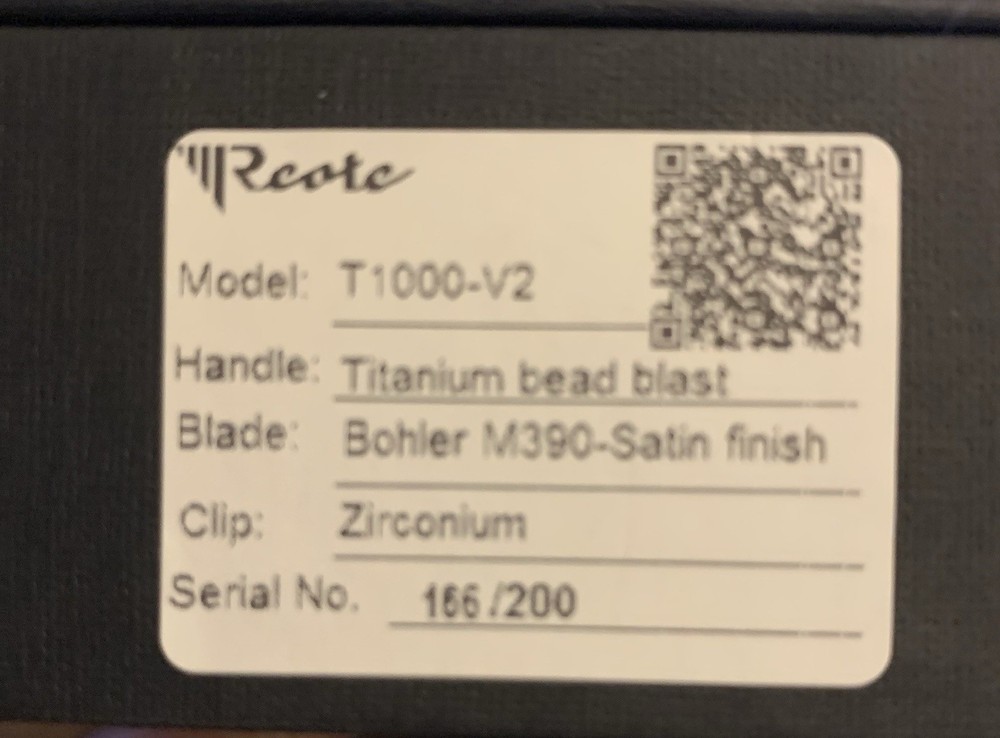 Reate
Model: T1000-V2
Handle: Titanium bead blast
Blade: Bohler M390-Satin finish
Clip: Zirconium
Serial No. 166/200